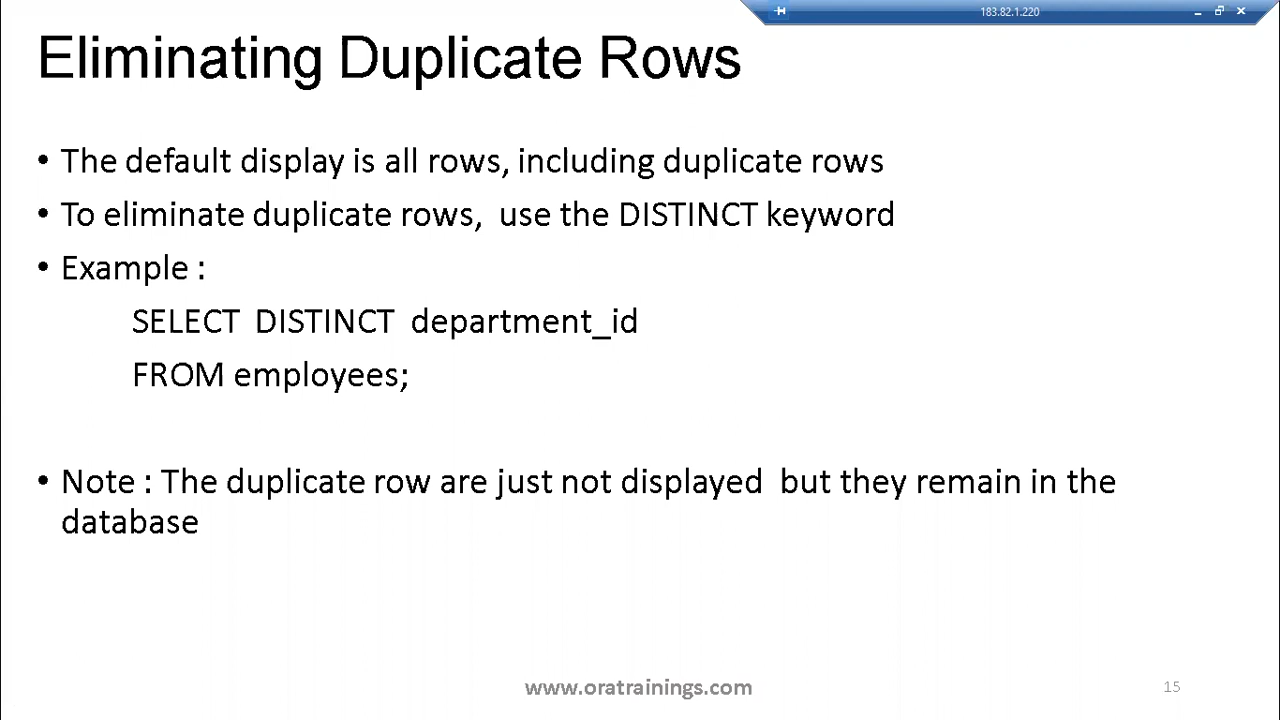 183.82.1.220
Eliminating Duplicate Rows
• The default display is all rows, including duplicate rows
• To eliminate duplicate rows,  use the DISTINCT keyword
• Example :
SELECT  DISTINCT  department_id
FROM employees;
• Note : The duplicate row are just not displayed  but they remain in the
database
www.oratrainings.com
15